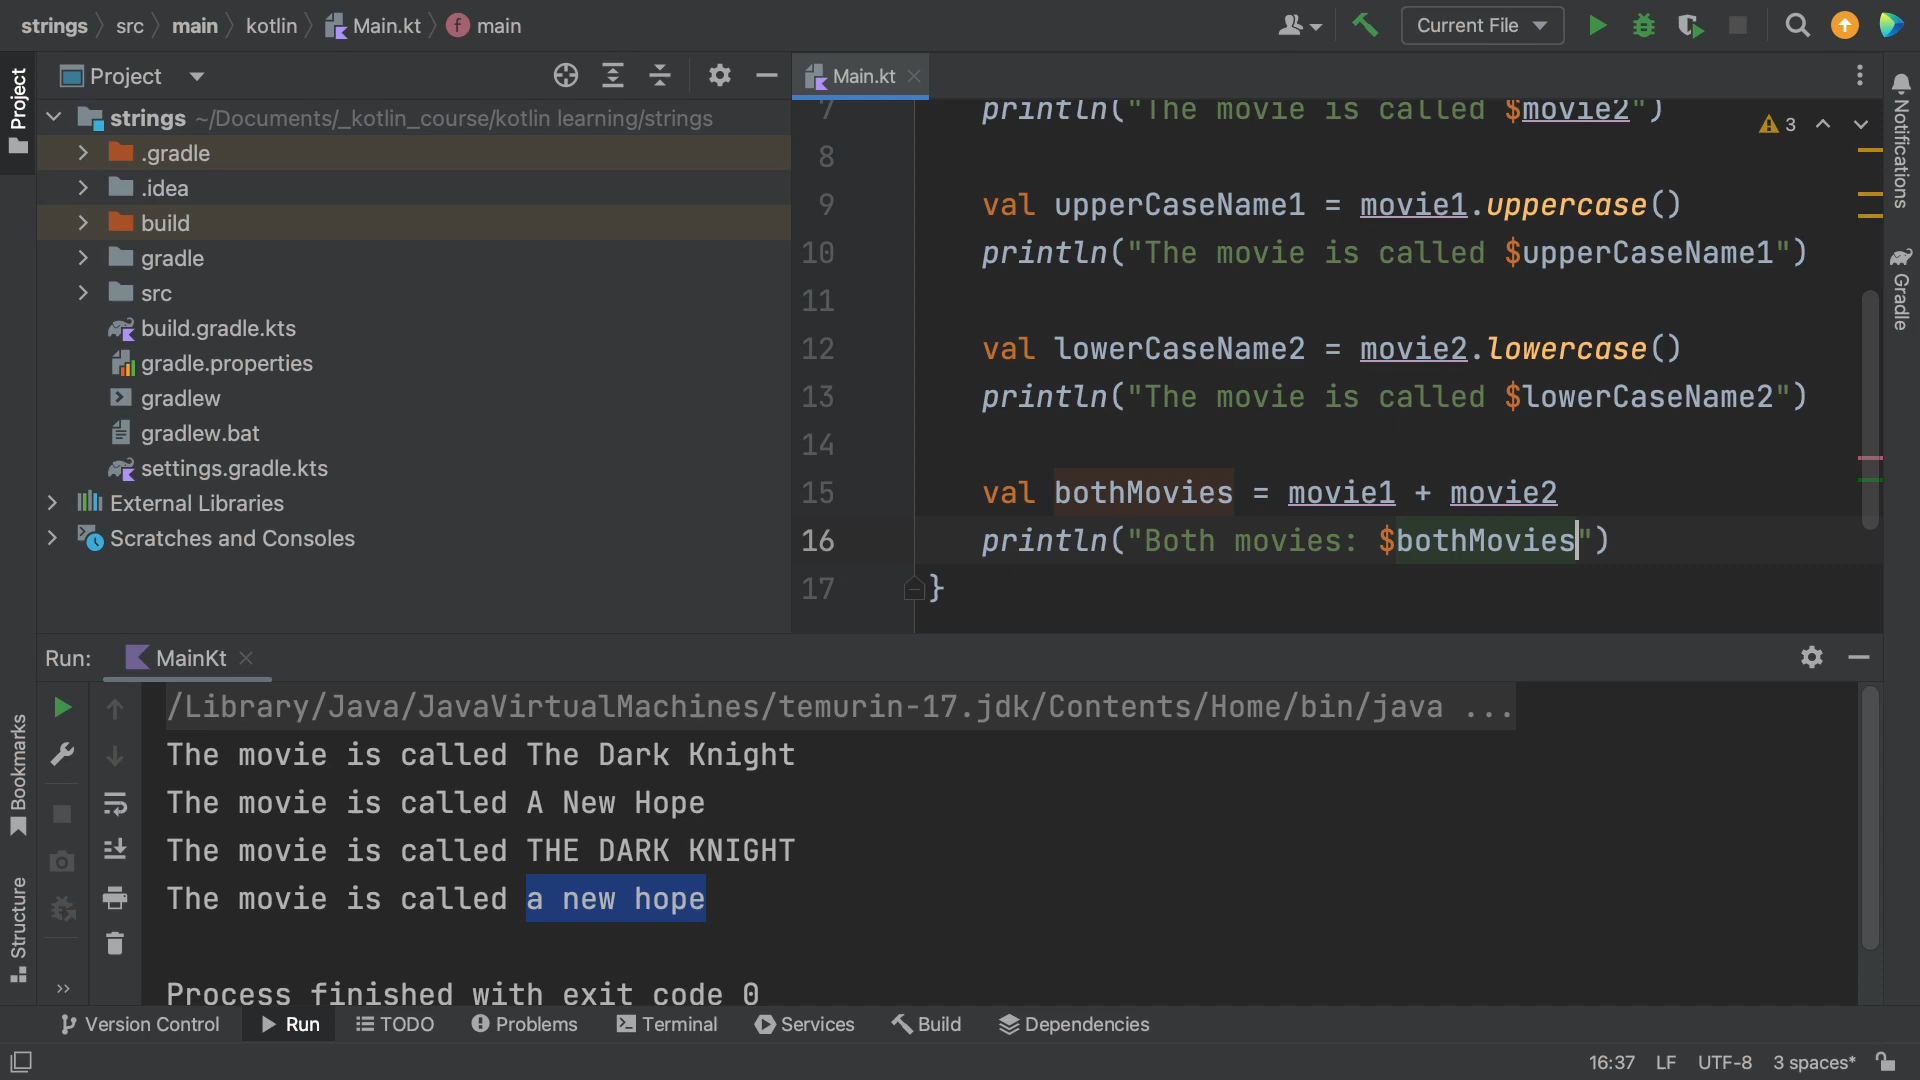 strings src main kotlin Main.kt f main Current File
Project
strings ~/Documents/_kotlin_course/kotlin learning/strings
.gradle
.idea
build
gradle
src
build.gradle.kts
gradle.properties
gradlew
gradlew.bat
settings.gradle.kts
External Libraries
Scratches and Consoles
Project
Bookmarks
Structure
Main.kt
3
7 println("The movie is called $movie2")
8
9 val upperCaseName1 = movie1.uppercase()
10 println("The movie is called $upperCaseName1")
11
12 val lowerCaseName2 = movie2.lowercase()
13 println("The movie is called $lowerCaseName2")
14
15 val bothMovies = movie1 + movie2
16 println("Both movies: $bothMovies")
17 }
Notifications
Gradle
Run: MainKt
/Library/Java/JavaVirtualMachines/temurin-17.jdk/Contents/Home/bin/java ...
The movie is called The Dark Knight
The movie is called A New Hope
The movie is called THE DARK KNIGHT
The movie is called a new hope
Process finished with exit code 0
Version Control Run TODO Problems Terminal Services Build Dependencies
16:37 LF UTF-8 3 spaces*